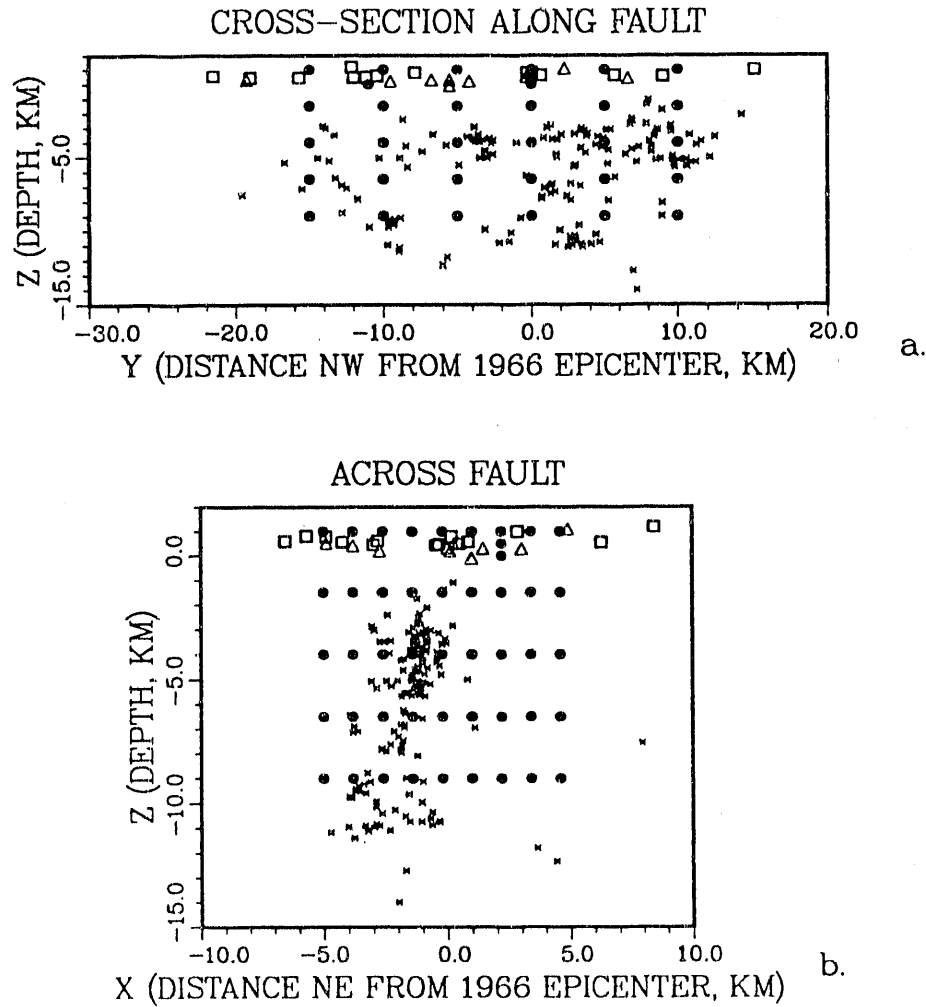 CROSS-SECTION ALONG FAULT
Z (DEPTH, KM)
-5.0
-15.0
-30.0 -20.0 -10.0 0.0 10.0 20.0
Y (DISTANCE NW FROM 1966 EPICENTER, KM)
a.
ACROSS FAULT
Z (DEPTH, KM)
0.0
-5.0
-10.0
-15.0
-10.0 -5.0 0.0 5.0 10.0
X (DISTANCE NE FROM 1966 EPICENTER, KM)
b.